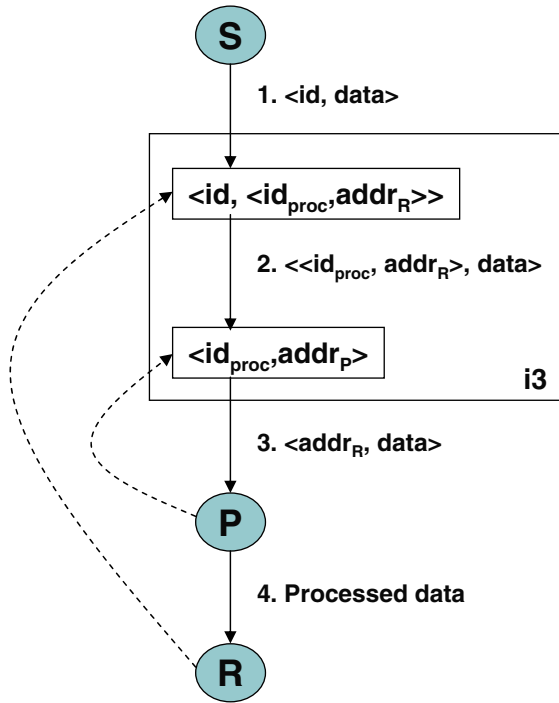 S
1. <id, data>
<id, <id_proc,addr_R>>
2. <<id_proc, addr_R>, data>
<id_proc,addr_P>
i3
3. <addr_R, data>
P
4. Processed data
R